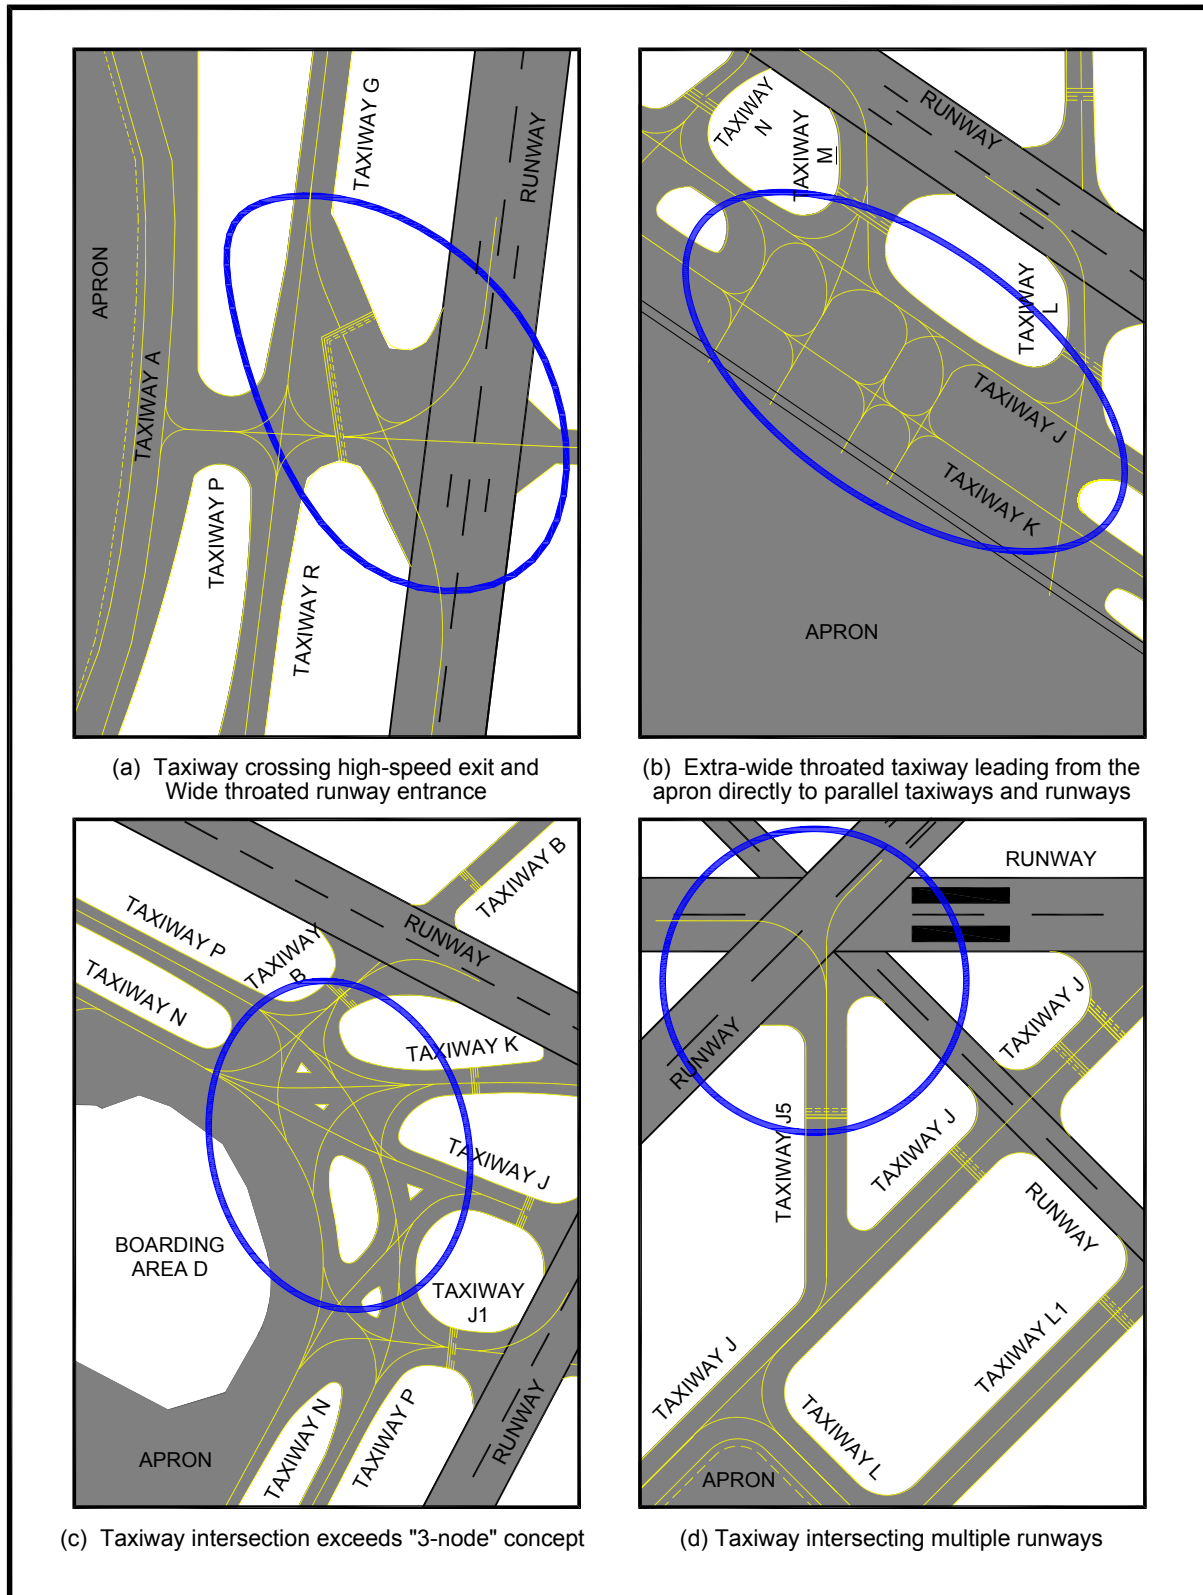 TAXIWAY G
RUNWAY
APRON
TAXIWAY A
TAXIWAY P
TAXIWAY R
(a) Taxiway crossing high-speed exit and
Wide throated runway entrance
TAXIWAY
N
TAXIWAY
M
RUNWAY
TAXIWAY
L
TAXIWAY J
TAXIWAY K
APRON
(b) Extra-wide throated taxiway leading from the
apron directly to parallel taxiways and runways
TAXIWAY B
TAXIWAY P
TAXIWAY
B
RUNWAY
TAXIWAY N
TAXIWAY K
TAXIWAY J
BOARDING
AREA D
TAXIWAY
J1
TAXIWAY N
TAXIWAY P
RUNWAY
APRON
(c) Taxiway intersection exceeds "3-node" concept
RUNWAY
RUNWAY
TAXIWAY J
TAXIWAY J5
TAXIWAY J
RUNWAY
TAXIWAY J
TAXIWAY L1
TAXIWAY L
APRON
(d) Taxiway intersecting multiple runways